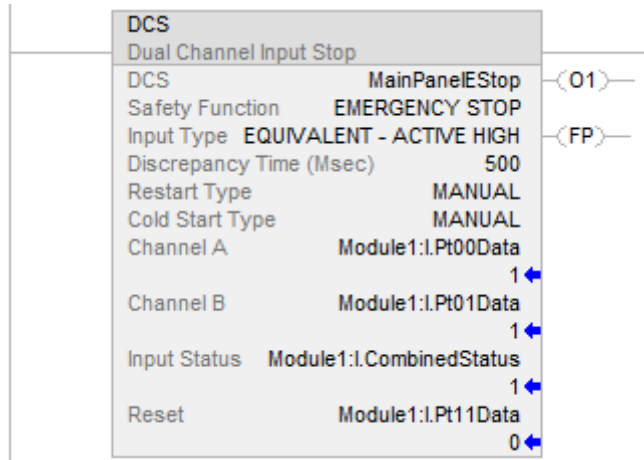 DCS
Dual Channel Input Stop
DCS MainPanelEStop (O1)
Safety Function EMERGENCY STOP
Input Type EQUIVALENT - ACTIVE HIGH (FP)
Discrepancy Time (Msec) 500
Restart Type MANUAL
Cold Start Type MANUAL
Channel A Module1:I.Pt00Data
1
Channel B Module1:I.Pt01Data
1
Input Status Module1:I.CombinedStatus
1
Reset Module1:I.Pt11Data
0